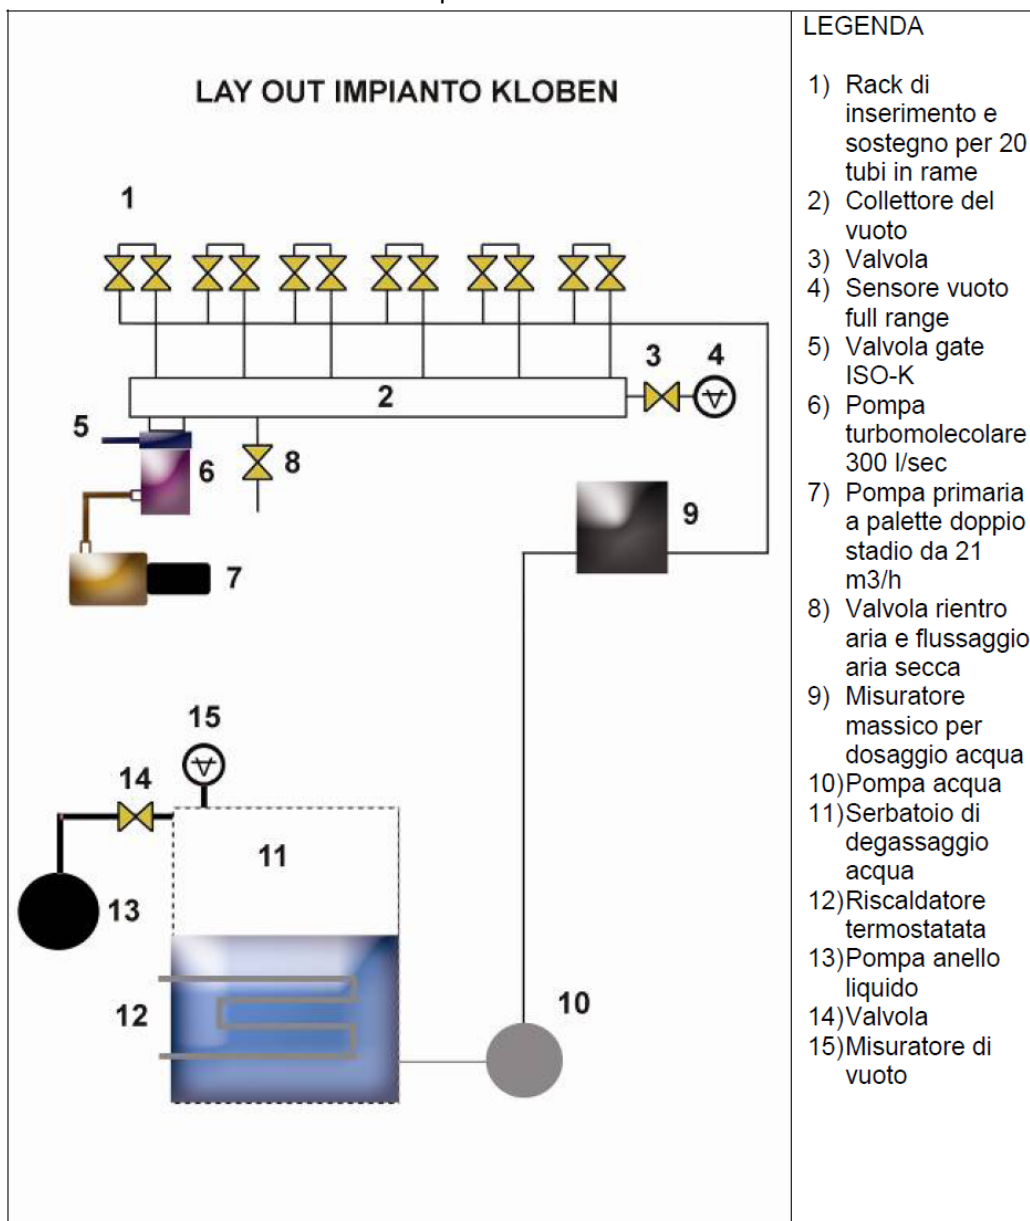 LAY OUT IMPIANTO KLOBEN
1
3
4
2
5
6
8
9
7
15
14
11
13
12
10
LEGENDA
1) Rack di
inserimento e
sostegno per 20
tubi in rame
2) Collettore del
vuoto
3) Valvola
4) Sensore vuoto
full range
5) Valvola gate
ISO-K
6) Pompa
turbomolecolare
300 l/sec
7) Pompa primaria
a palette doppio
stadio da 21
m3/h
8) Valvola rientro
aria e flussaggio
aria secca
9) Misuratore
massico per
dosaggio acqua
10)Pompa acqua
11)Serbatoio di
degassaggio
acqua
12)Riscaldatore
termostatata
13)Pompa anello
liquido
14)Valvola
15)Misuratore di
vuoto